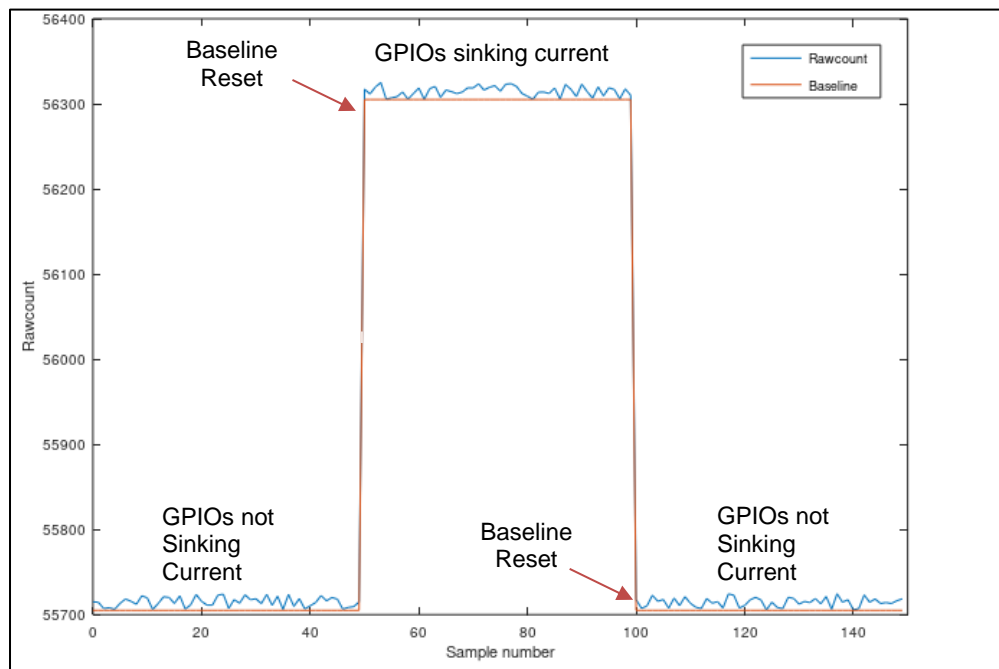 56400
56300
56200
56100
56000
55900
55800
55700
Rawcount
0
20
40
60
80
100
120
140
Sample number
Baseline
Reset
GPIOs sinking current
Rawcount
Baseline
GPIOs not
Sinking
Current
Baseline
Reset
GPIOs not
Sinking
Current